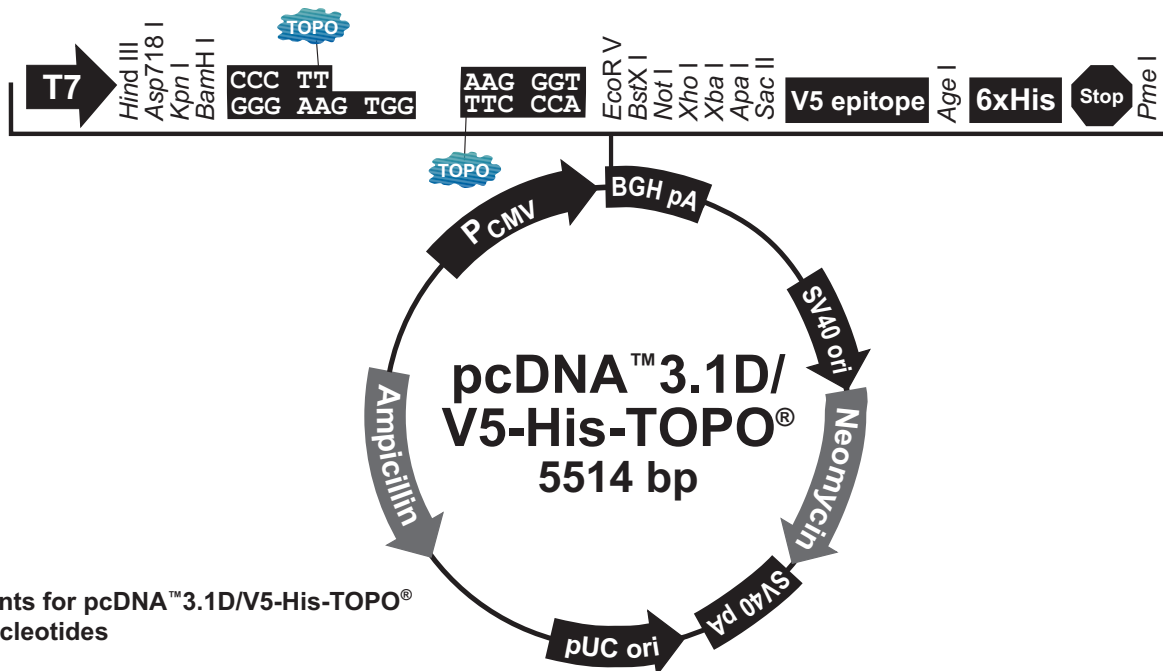 T7
Hind III
Asp718 I
Kpn I
BamH I
TOPO
CCC TT
GGG AAG TGG
AAG GGT
TTC CCA
TOPO
EcoR V
BstX I
Not I
Xho I
Xba I
Apa I
Sac II
V5 epitope
Age I
6xHis
Stop
Pme I
PCMV
BGH pA
SV40 ori
Neomycin
SV40 pA
pUC ori
Ampicillin
pcDNA™3.1D/
V5-His-TOPO®
5514 bp
nts for pcDNA™3.1D/V5-His-TOPO®
cleotides